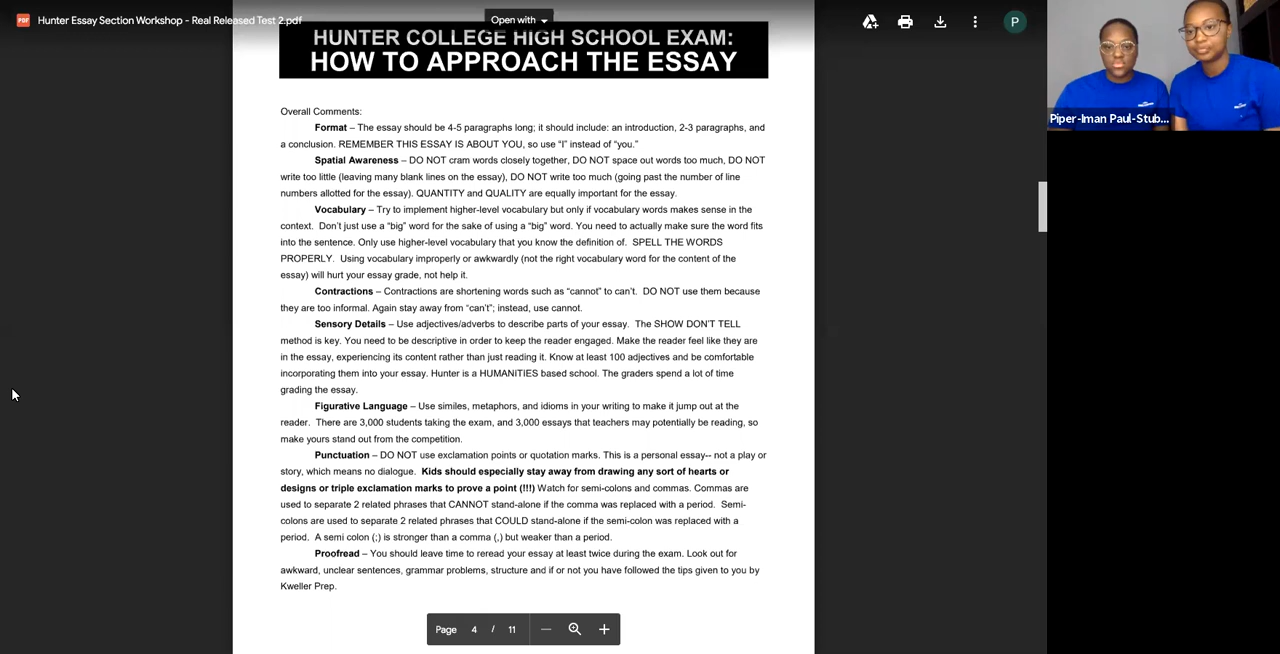 Hunter Essay Section Workshop - Real Released Test 2.pdf
Open with
P
HUNTER COLLEGE HIGH SCHOOL EXAM:
HOW TO APPROACH THE ESSAY
Piper-Iman Paul-Stub...
Overall Comments:
Format – The essay should be 4-5 paragraphs long; it should include: an introduction, 2-3 paragraphs, and
a conclusion. REMEMBER THIS ESSAY IS ABOUT YOU, so use "I" instead of "you."
Spatial Awareness – DO NOT cram words closely together, DO NOT space out words too much, DO NOT
write too little (leaving many blank lines on the essay), DO NOT write too much (going past the number of line
numbers allotted for the essay). QUANTITY and QUALITY are equally important for the essay.
Vocabulary – Try to implement higher-level vocabulary but only if vocabulary words makes sense in the
context. Don't just use a "big" word for the sake of using a "big" word. You need to actually make sure the word fits
into the sentence. Only use higher-level vocabulary that you know the definition of. SPELL THE WORDS
PROPERLY. Using vocabulary improperly or awkwardly (not the right vocabulary word for the content of the
essay) will hurt your essay grade, not help it.
Contractions – Contractions are shortening words such as "cannot" to can't. DO NOT use them because
they are too informal. Again stay away from "can't"; instead, use cannot.
Sensory Details – Use adjectives/adverbs to describe parts of your essay. The SHOW DON'T TELL
method is key. You need to be descriptive in order to keep the reader engaged. Make the reader feel like they are
in the essay, experiencing its content rather than just reading it. Know at least 100 adjectives and be comfortable
incorporating them into your essay. Hunter is a HUMANITIES based school. The graders spend a lot of time
grading the essay.
Figurative Language – Use similes, metaphors, and idioms in your writing to make it jump out at the
reader. There are 3,000 students taking the exam, and 3,000 essays that teachers may potentially be reading, so
make yours stand out from the competition.
Punctuation – DO NOT use exclamation points or quotation marks. This is a personal essay-- not a play or
story, which means no dialogue. Kids should especially stay away from drawing any sort of hearts or
designs or triple exclamation marks to prove a point (!!!) Watch for semi-colons and commas. Commas are
used to separate 2 related phrases that CANNOT stand-alone if the comma was replaced with a period. Semi-
colons are used to separate 2 related phrases that COULD stand-alone if the semi-colon was replaced with a
period. A semi colon (;) is stronger than a comma (,) but weaker than a period.
Proofread – You should leave time to reread your essay at least twice during the exam. Look out for
awkward, unclear sentences, grammar problems, structure and if or not you have followed the tips given to you by
Kweller Prep.
Page 4 / 11